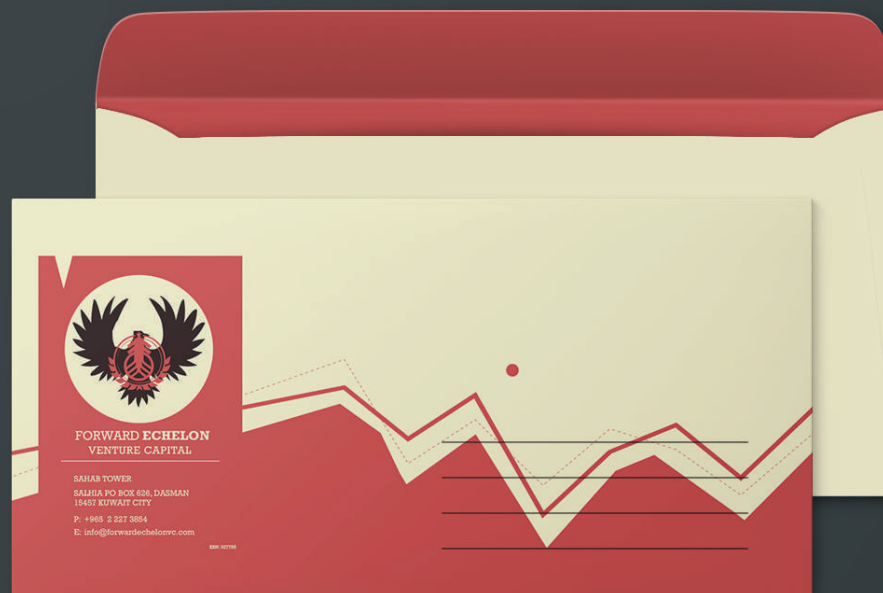 FORWARD ECHELON
VENTURE CAPITAL
SAHAB TOWER
SALHIA PO BOX 626, DASMAN
15457 KUWAIT CITY
P: +965 2 227 3854
E: info@forwardechelonvc.com